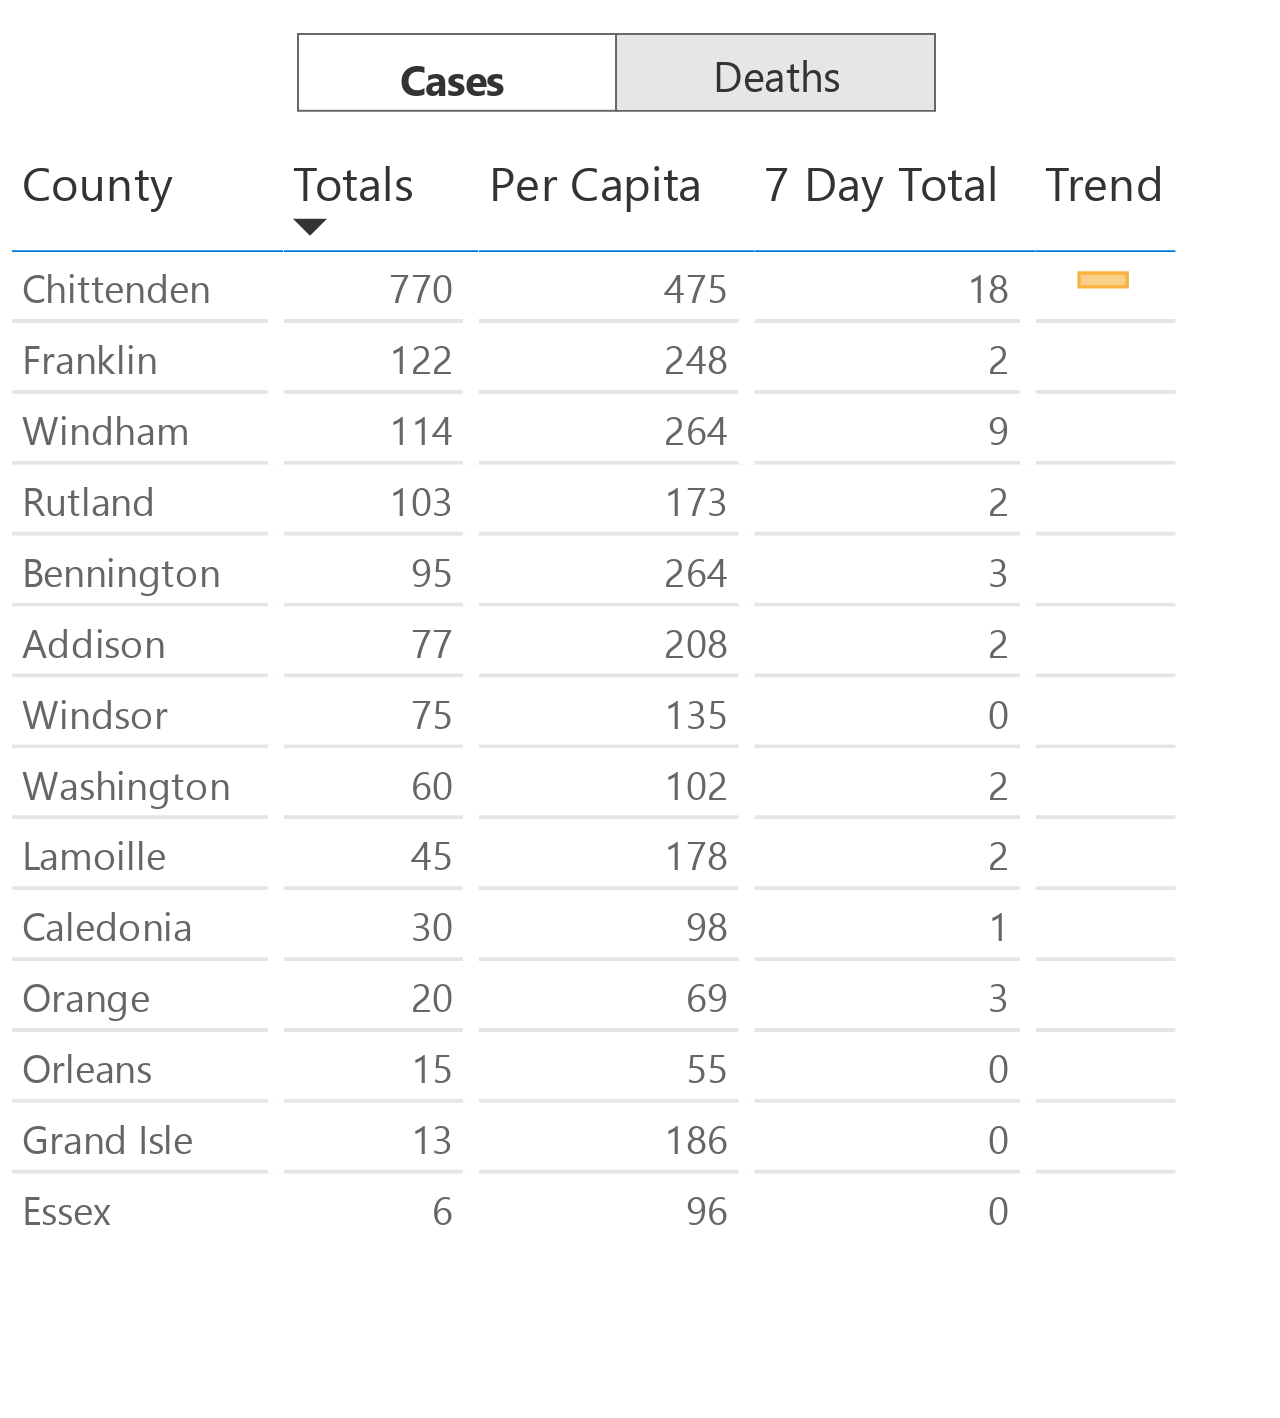 Cases Deaths
County Totals Per Capita 7 Day Total Trend
Chittenden 770 475 18
Franklin 122 248 2
Windham 114 264 9
Rutland 103 173 2
Bennington 95 264 3
Addison 77 208 2
Windsor 75 135 0
Washington 60 102 2
Lamoille 45 178 2
Caledonia 30 98 1
Orange 20 69 3
Orleans 15 55 0
Grand Isle 13 186 0
Essex 6 96 0